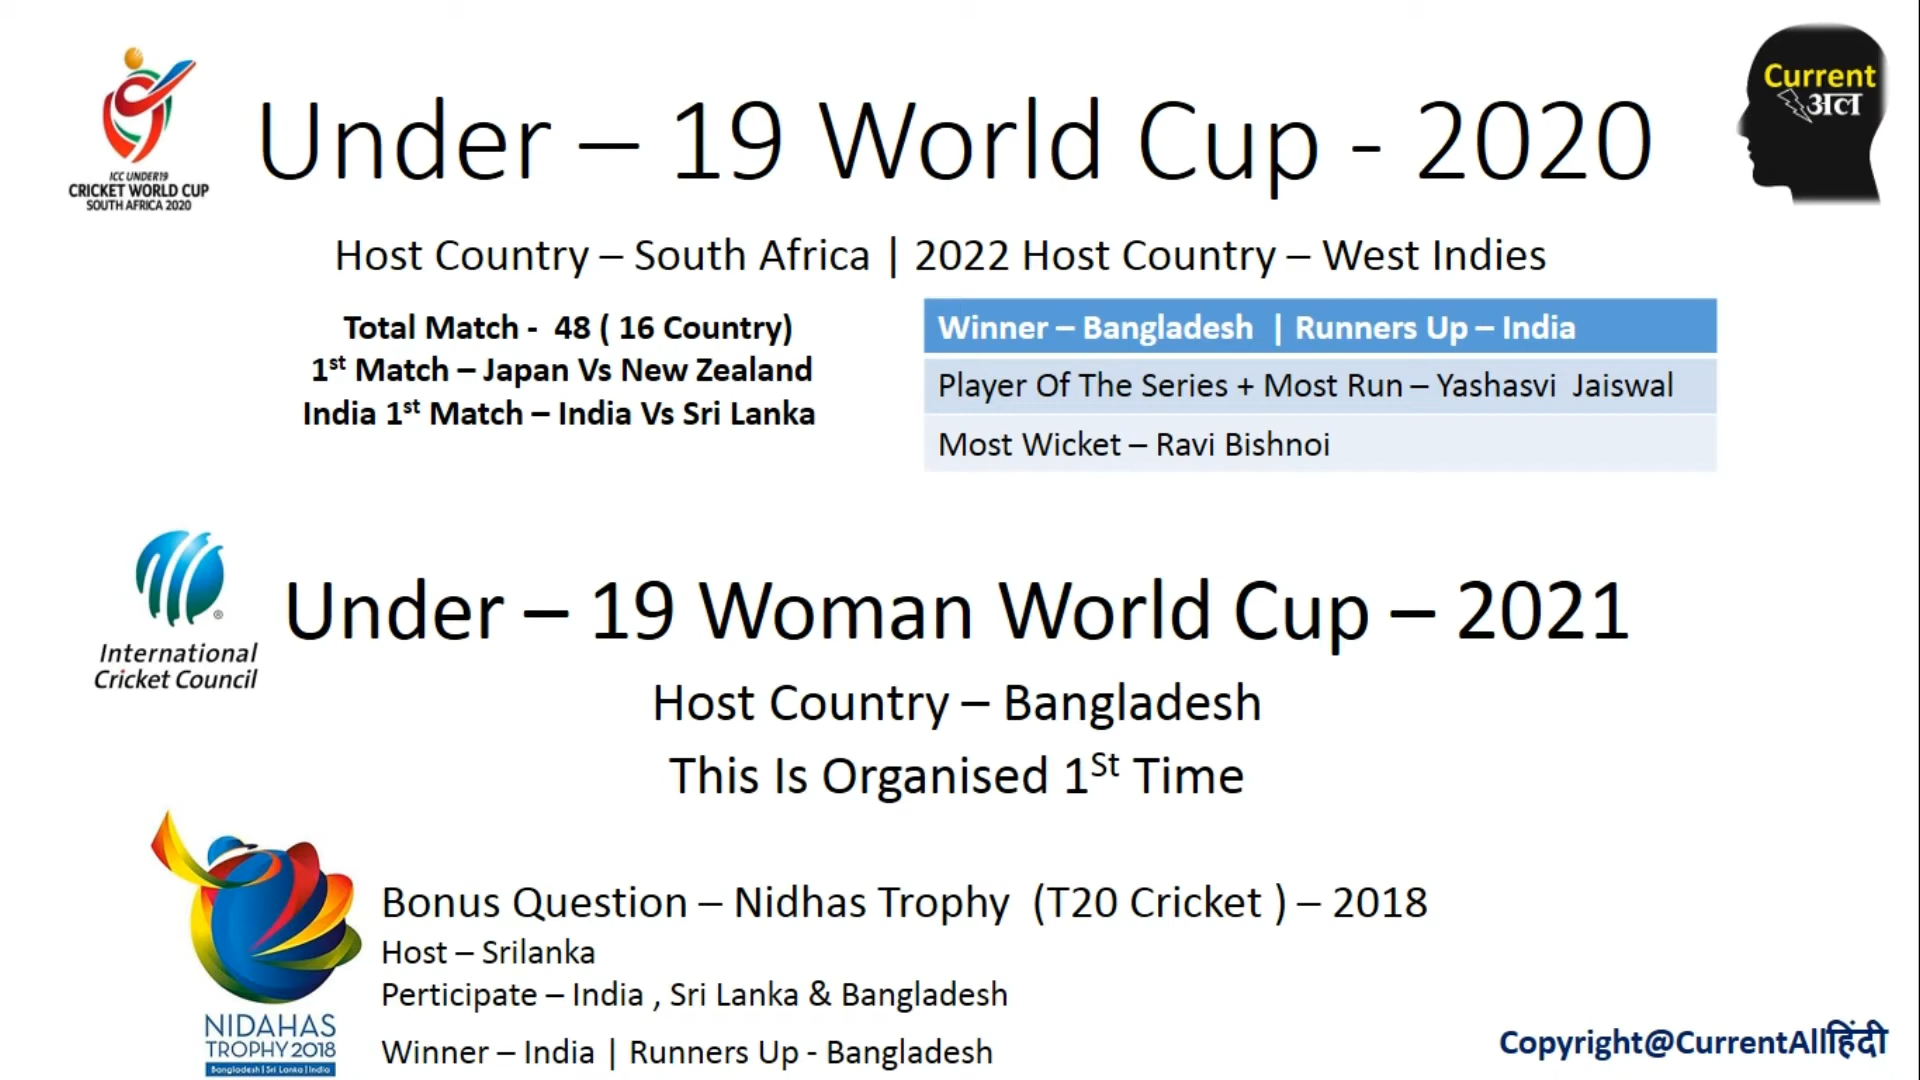 ICC UNDER19
CRICKET WORLD CUP
SOUTH AFRICA 2020
Under – 19 World Cup - 2020
Current
अल
Host Country – South Africa | 2022 Host Country – West Indies
Total Match - 48 ( 16 Country)
1st Match – Japan Vs New Zealand
India 1st Match – India Vs Sri Lanka
Winner – Bangladesh | Runners Up – India
Player Of The Series + Most Run – Yashasvi Jaiswal
Most Wicket – Ravi Bishnoi
®
International
Cricket Council
Under – 19 Woman World Cup – 2021
Host Country – Bangladesh
This Is Organised 1St Time
Bonus Question – Nidhas Trophy (T20 Cricket ) – 2018
Host – Srilanka
Perticipate – India , Sri Lanka & Bangladesh
Winner – India | Runners Up - Bangladesh
NIDAHAS
TROPHY 2018
Bangladesh | Sri Lanka | India
Copyright@CurrentAllहिंदी